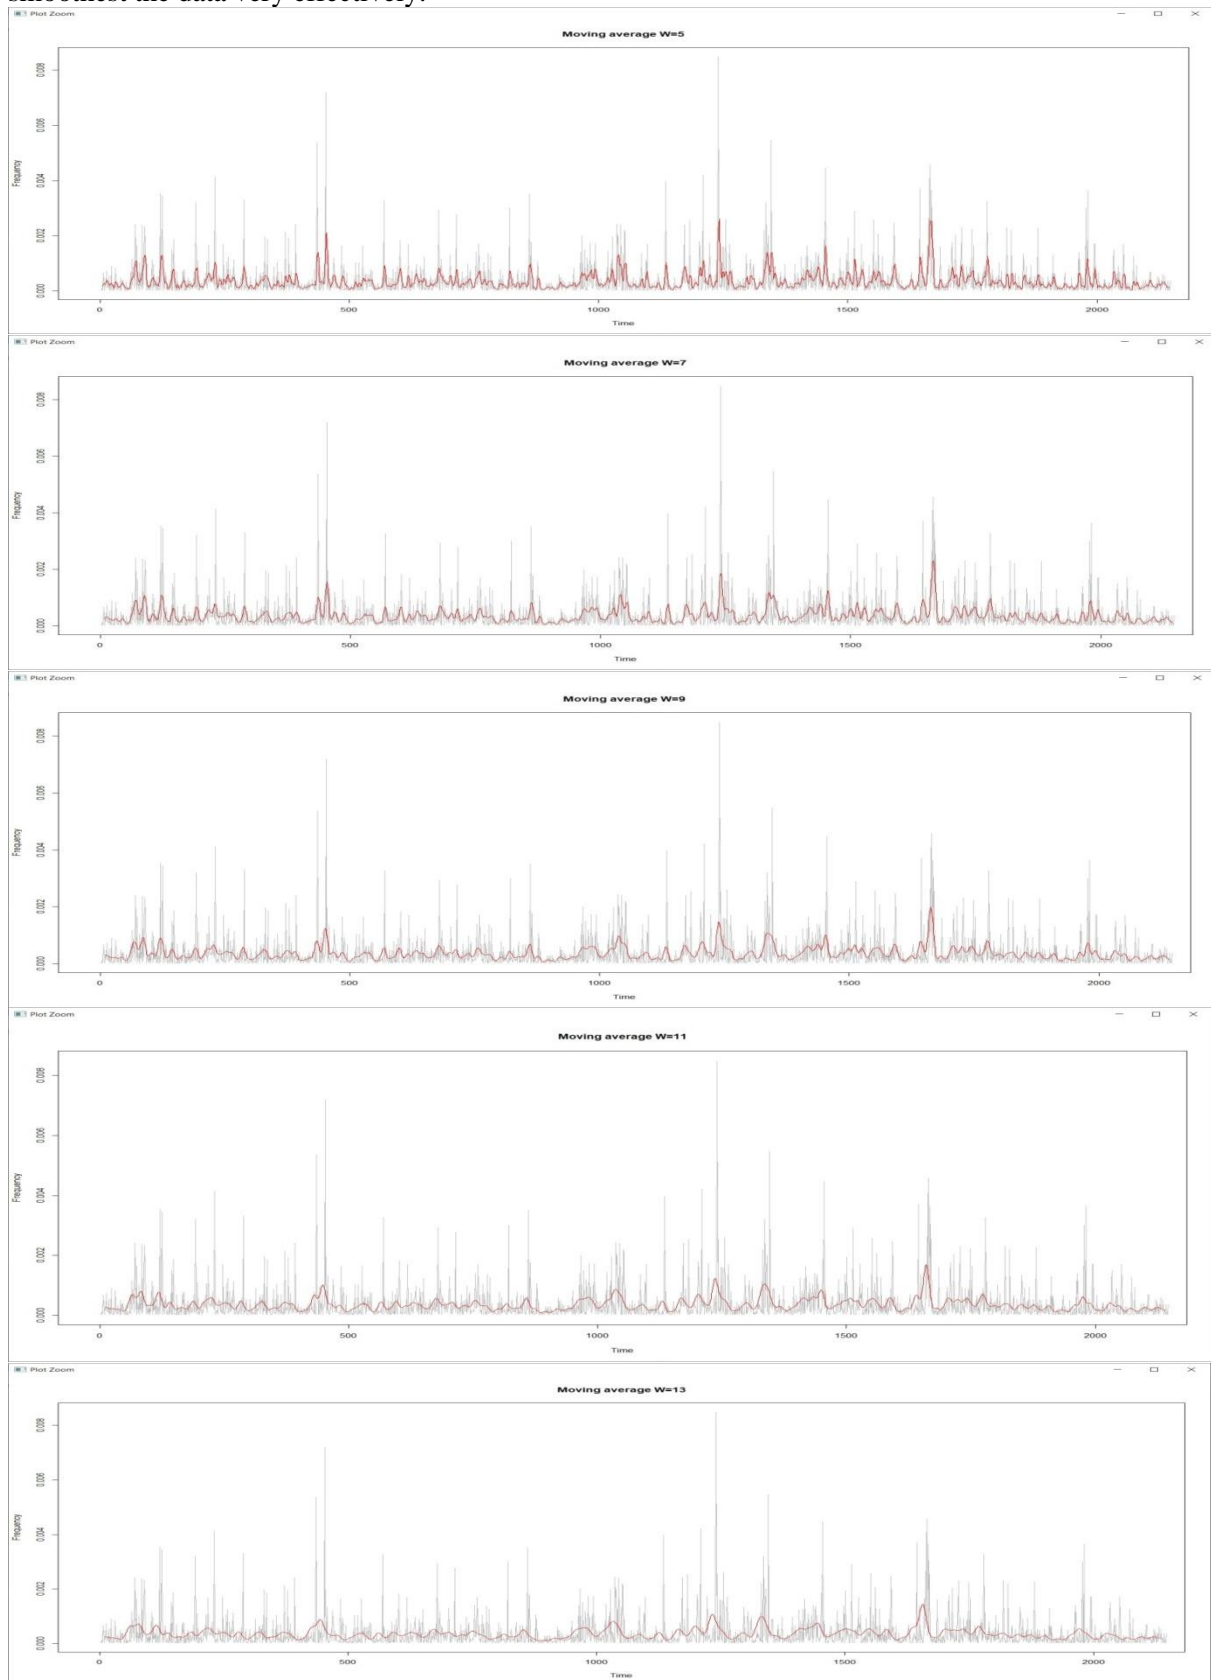 smoothest the data very effectively.
Plot Zoom
Moving average W=5
Frequency
0.008
0.006
0.004
0.002
0.000
0 500 1000 1500 2000
Time
Plot Zoom
Moving average W=7
Frequency
0.008
0.006
0.004
0.002
0.000
0 500 1000 1500 2000
Time
Plot Zoom
Moving average W=9
Frequency
0.008
0.006
0.004
0.002
0.000
0 500 1000 1500 2000
Time
Plot Zoom
Moving average W=11
Frequency
0.008
0.006
0.004
0.002
0.000
0 500 1000 1500 2000
Time
Plot Zoom
Moving average W=13
Frequency
0.008
0.006
0.004
0.002
0.000
0 500 1000 1500 2000
Time